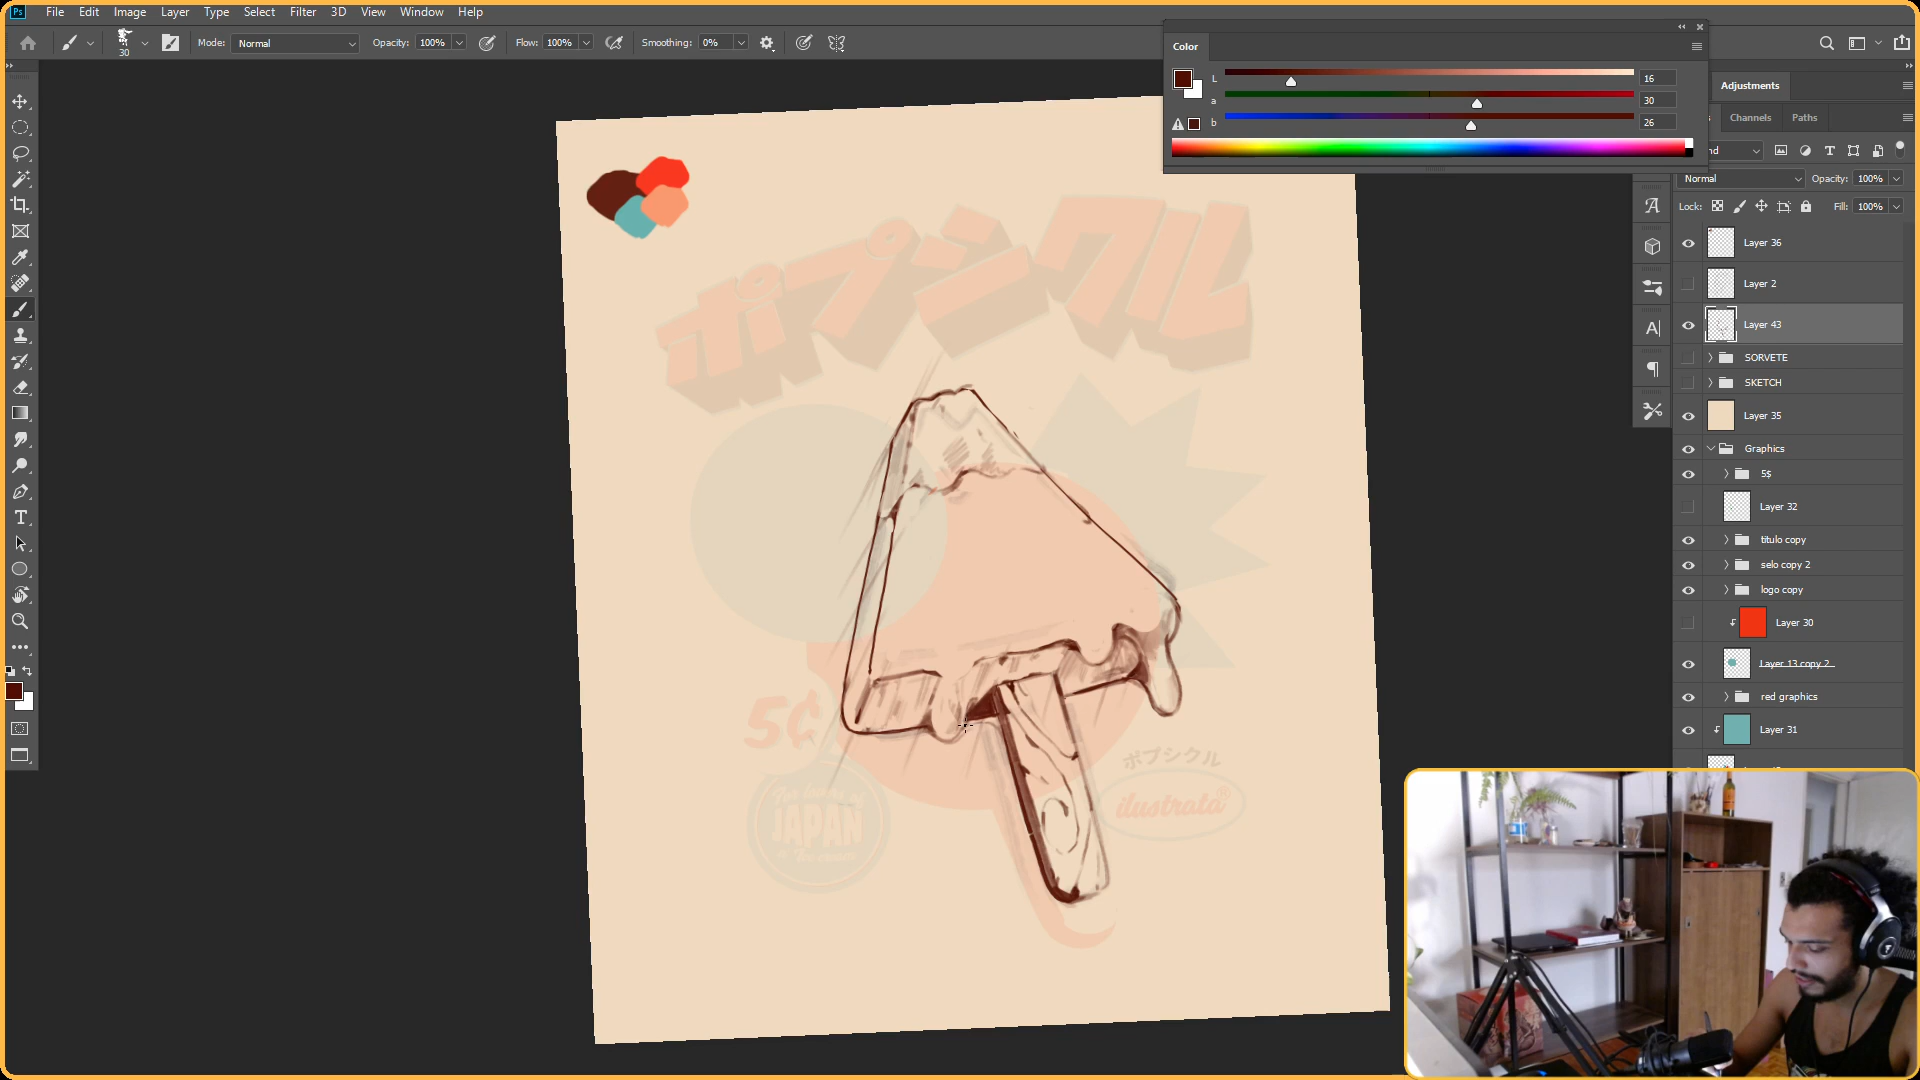 Ps File Edit Image Layer Type Select Filter 3D View Window Help
30 Mode: Normal Opacity: 100% Flow: 100% Smoothing: 0%
Color
L 16
a 30
b 26
Adjustments
Channels Paths
nd
Normal Opacity: 100%
Lock: Fill: 100%
Layer 36
Layer 2
Layer 43
SORVETE
SKETCH
Layer 35
Graphics
5$
Layer 32
titulo copy
selo copy 2
logo copy
Layer 30
Layer 13 copy 2
red graphics
Layer 31
ポプシクル
5¢
JAPAN
ポプシクル
ilustrata®